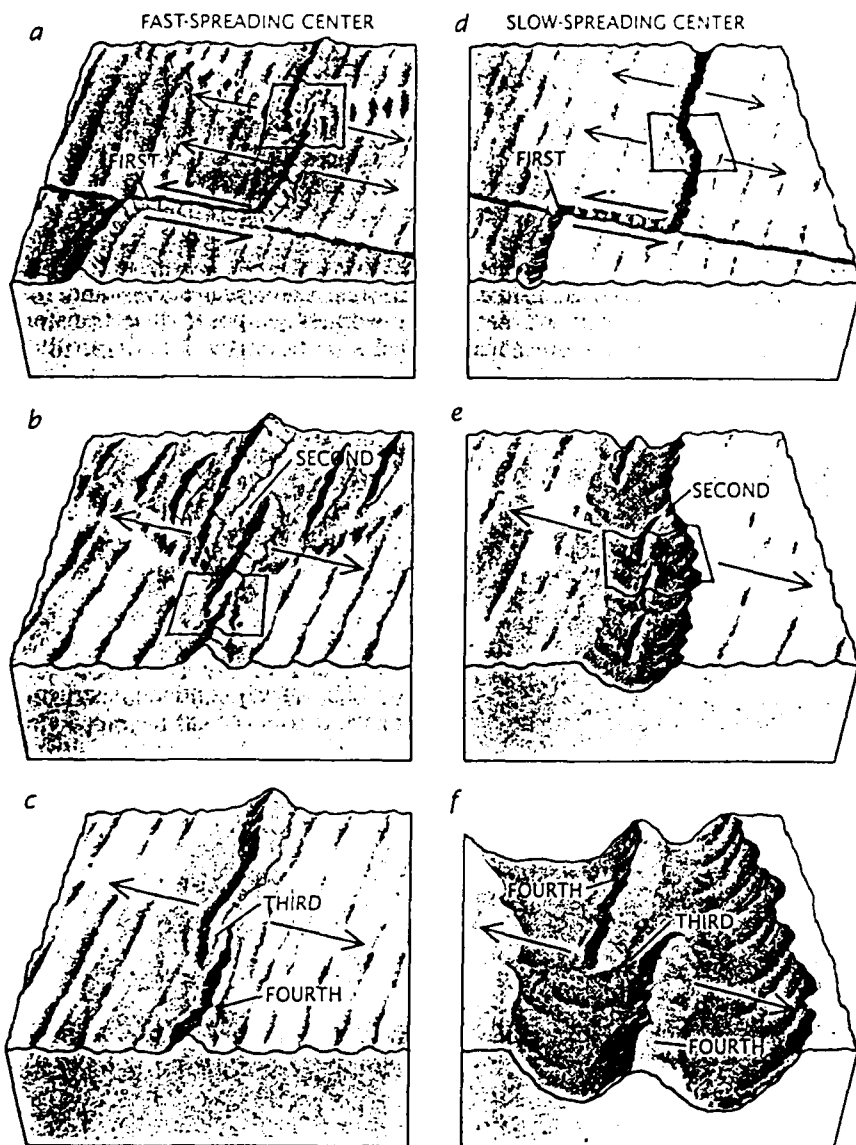 FAST-SPREADING CENTER
SLOW-SPREADING CENTER
a
FIRST
d
FIRST
b
SECOND
e
SECOND
c
THIRD
FOURTH
f
FOURTH
THIRD
FOURTH